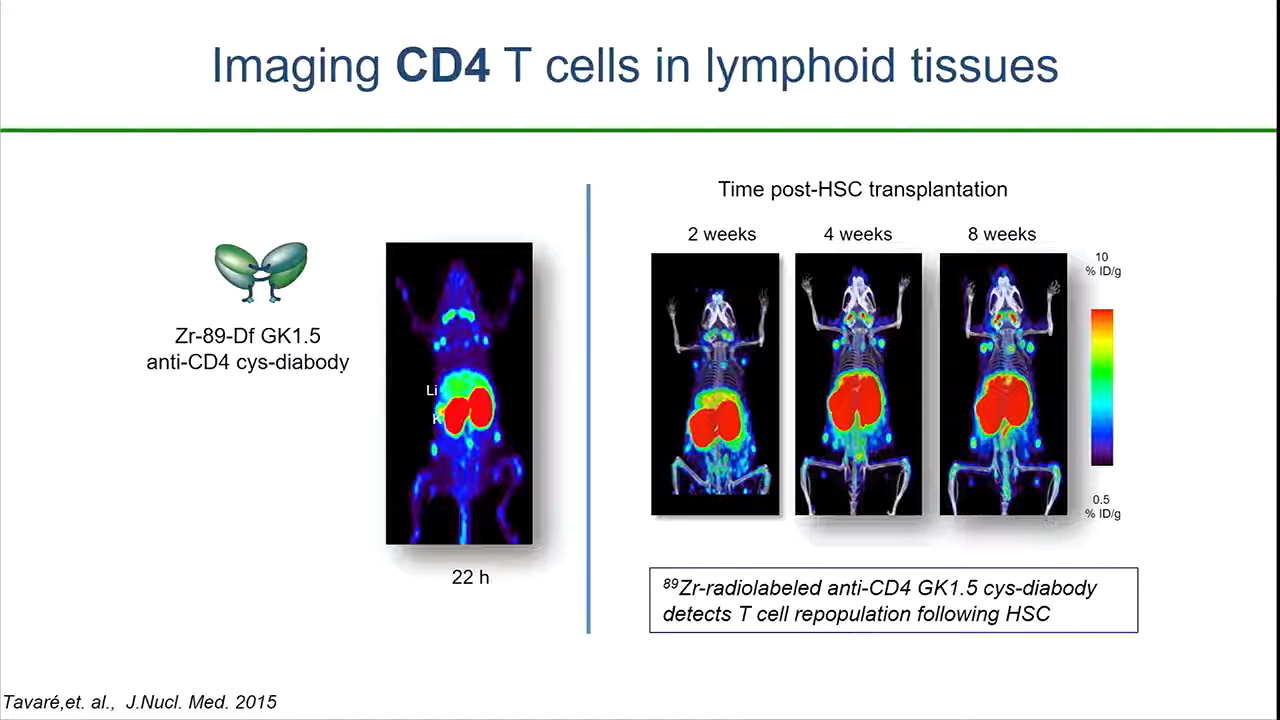 Imaging CD4 T cells in lymphoid tissues
Zr-89-Df GK1.5
anti-CD4 cys-diabody
Li
K
22 h
Time post-HSC transplantation
2 weeks
4 weeks
8 weeks
10
% ID/g
0.5
% ID/g
⁸⁹Zr-radiolabeled anti-CD4 GK1.5 cys-diabody
detects T cell repopulation following HSC
Tavaré,et. al., J.Nucl. Med. 2015